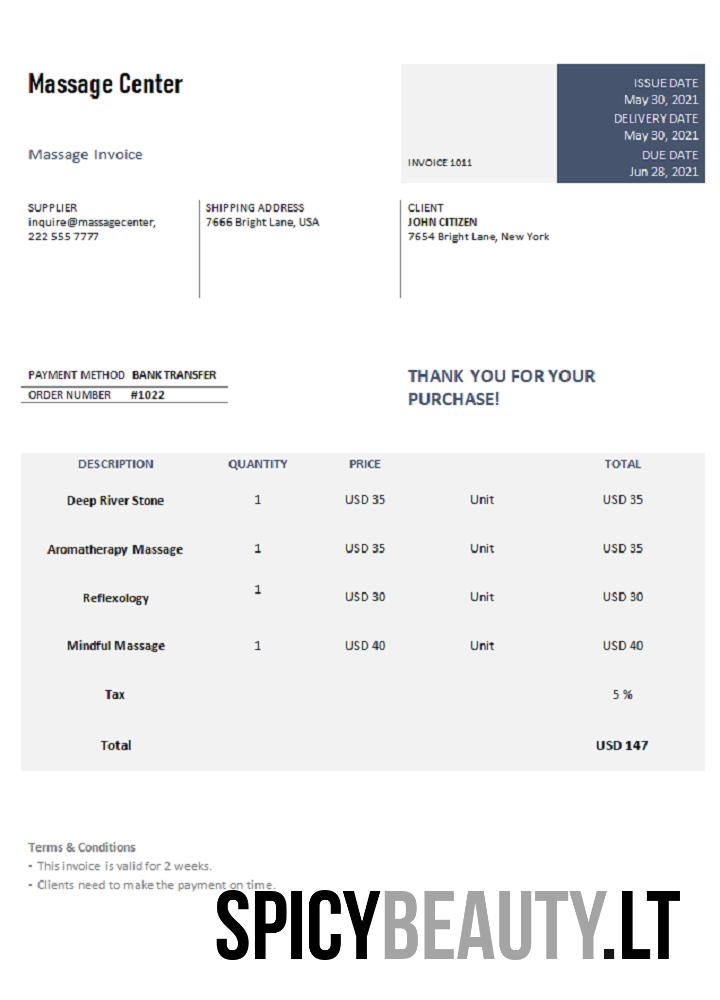 Massage Center
Massage Invoice
INVOICE 1011
ISSUE DATE
May 30, 2021
DELIVERY DATE
May 30, 2021
DUE DATE
Jun 28, 2021
SUPPLIER
inquire@massagecenter,
222 555 7777
SHIPPING ADDRESS
7666 Bright Lane, USA
CLIENT
JOHN CITIZEN
7654 Bright Lane, New York
PAYMENT METHOD BANK TRANSFER
ORDER NUMBER #1022
THANK YOU FOR YOUR
PURCHASE!
DESCRIPTION QUANTITY PRICE TOTAL
Deep River Stone 1 USD 35 Unit USD 35
Aromatherapy Massage 1 USD 35 Unit USD 35
Reflexology 1 USD 30 Unit USD 30
Mindful Massage 1 USD 40 Unit USD 40
Tax 5 %
Total USD 147
Terms & Conditions
- This invoice is valid for 2 weeks.
- Clients need to make the payment on time.
SPICYBEAUTY.LT